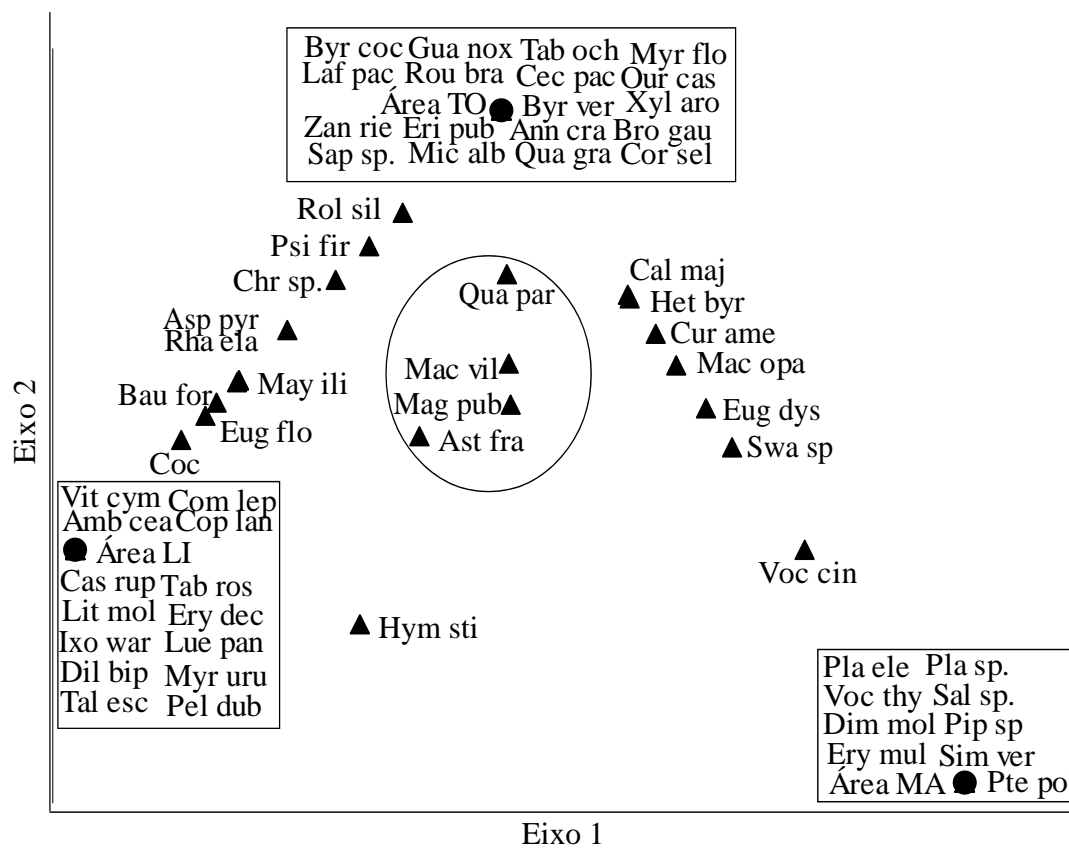 Byr coc Gua nox Tab och Myr flo
Laf pac Rou bra Cec pac Our cas
Área TO Byr ver Xyl aro
Zan rie Eri pub Ann cra Bro gau
Sap sp. Mic alb Qua gra Cor sel
Rol sil
Psi fir
Chr sp.
Qua par
Cal maj
Het byr
Asp pyr
Rha ela
Cur ame
Mac vil
Mac opa
May ili
Bau for
Mag pub
Eug dys
Eug flo
Ast fra
Swa sp
Coc
Vit cym Com lep
Amb cea Cop lan
Área LI
Cas rup Tab ros
Lit mol Ery dec
Ixo war Lue pan
Dil bip Myr uru
Tal esc Pel dub
Voc cin
Hym sti
Pla ele Pla sp.
Voc thy Sal sp.
Dim mol Pip sp
Ery mul Sim ver
Área MA Pte po
Eixo 2
Eixo 1